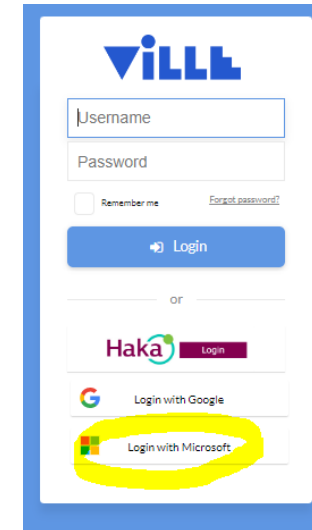 ViLLE
Username
Password
Remember me Forgot password?
Login
or
Haka Login
Login with Google
Login with Microsoft